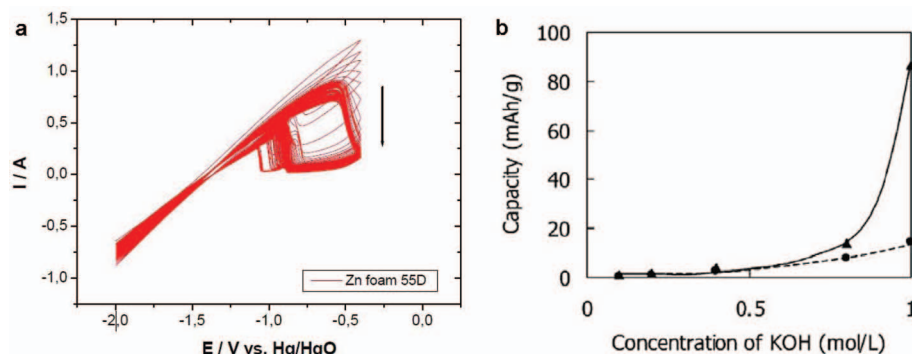 a
1,5
1,0
0,5
0,0
-0,5
-1,0
I / A
-2,0
-1,5
-1,0
-0,5
0,0
E / V vs. Hg/HgO
Zn foam 55D
b
100
80
60
40
20
0
Capacity (mAh/g)
0
0.5
1
Concentration of KOH (mol/L)